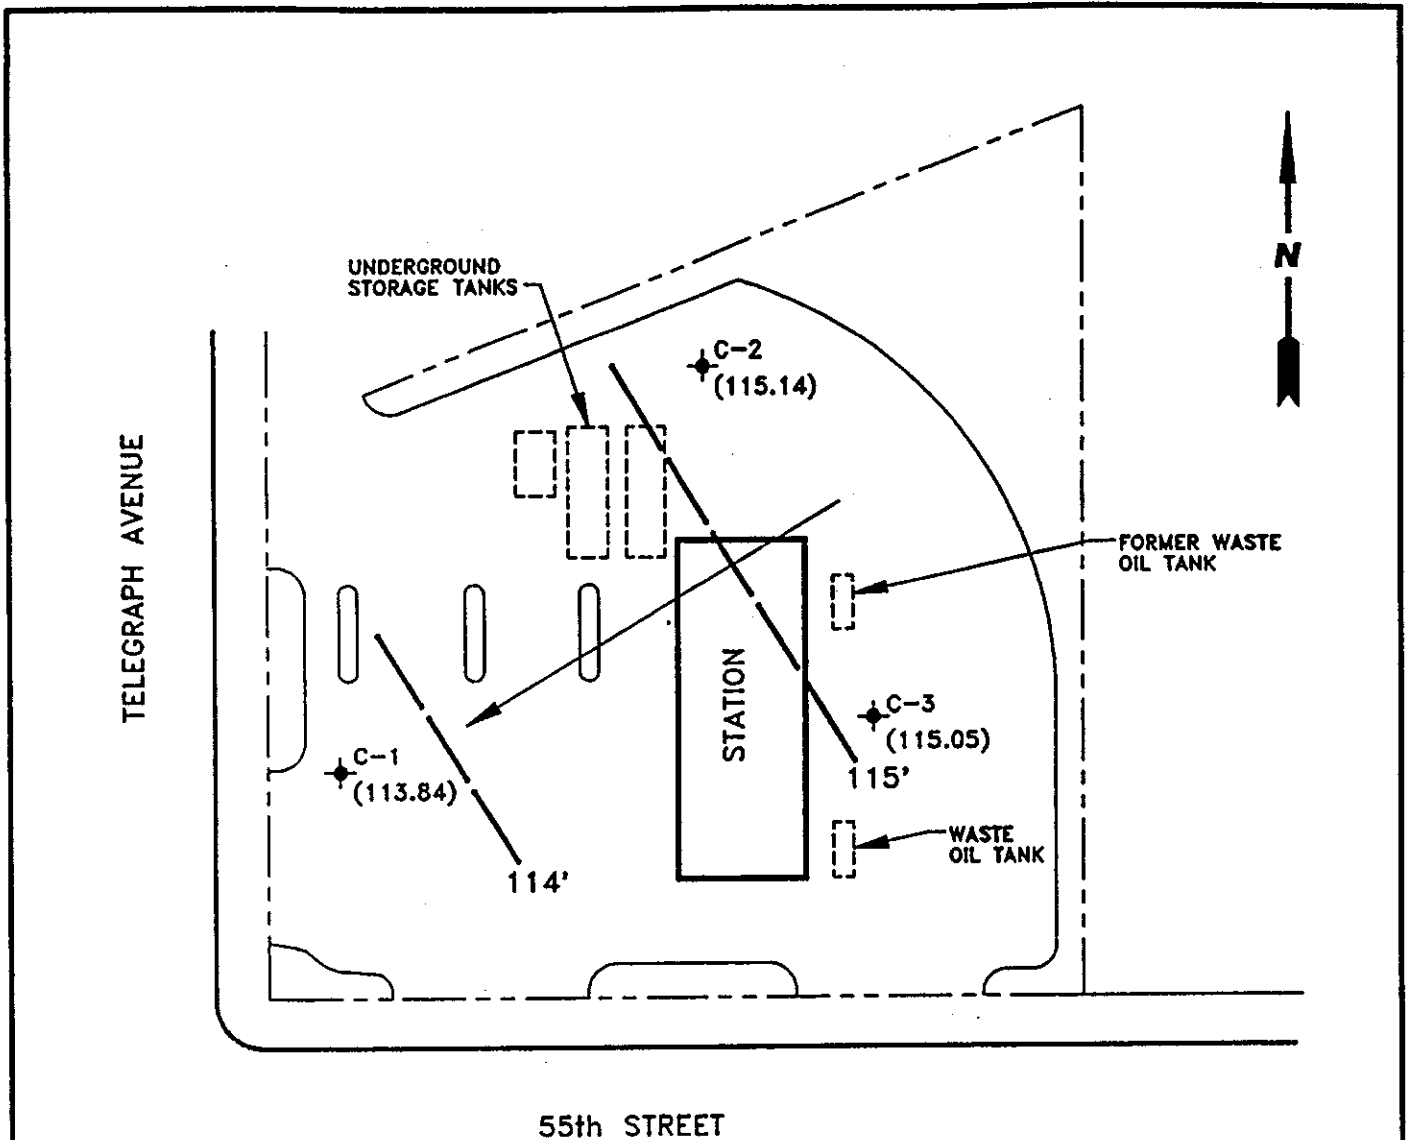 UNDERGROUND
STORAGE TANKS
N
C-2
(115.14)
TELEGRAPH AVENUE
FORMER WASTE
OIL TANK
STATION
C-3
(115.05)
C-1
(113.84)
115'
WASTE
OIL TANK
114'
55th STREET